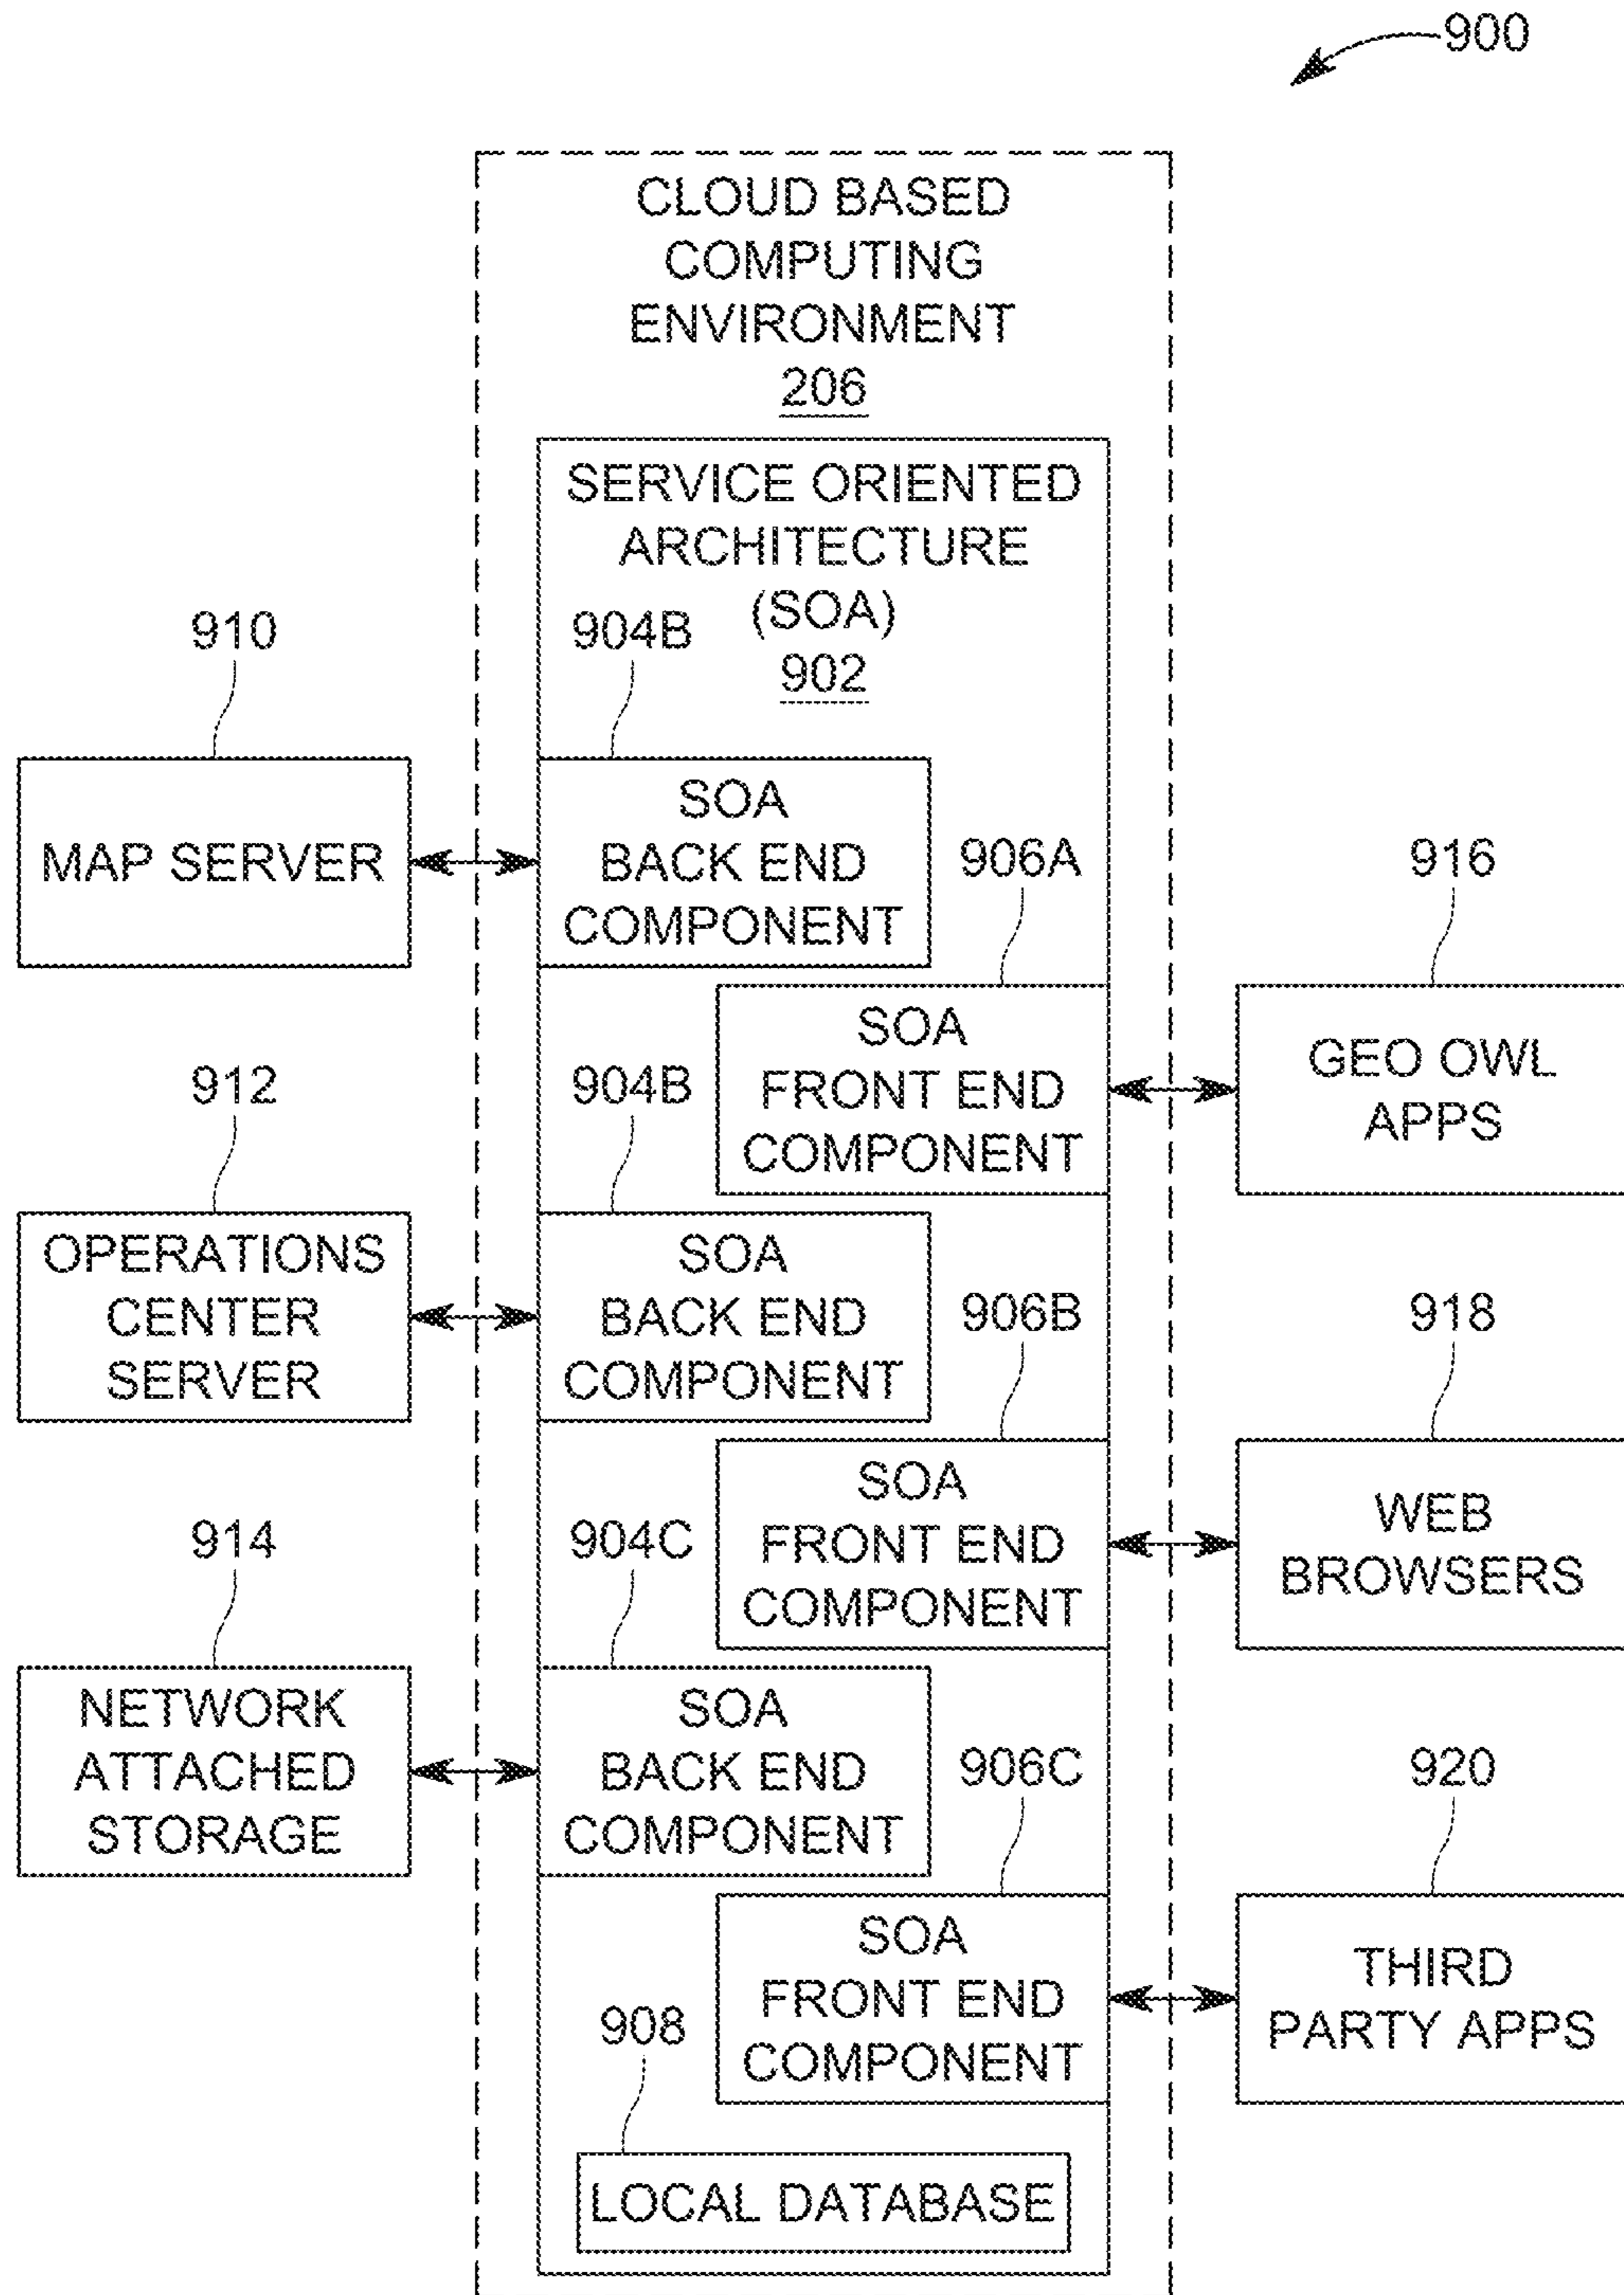 900
CLOUD BASED
COMPUTING
ENVIRONMENT
206
SERVICE ORIENTED
ARCHITECTURE
(SOA)
902
910
904B
MAP SERVER
SOA
BACK END
COMPONENT
906A
916
SOA
FRONT END
COMPONENT
GEO OWL
APPS
912
904B
OPERATIONS
CENTER
SERVER
SOA
BACK END
COMPONENT
906B
918
SOA
FRONT END
COMPONENT
WEB
BROWSERS
914
904C
NETWORK
ATTACHED
STORAGE
SOA
BACK END
COMPONENT
906C
920
SOA
FRONT END
COMPONENT
THIRD
PARTY APPS
908
LOCAL DATABASE